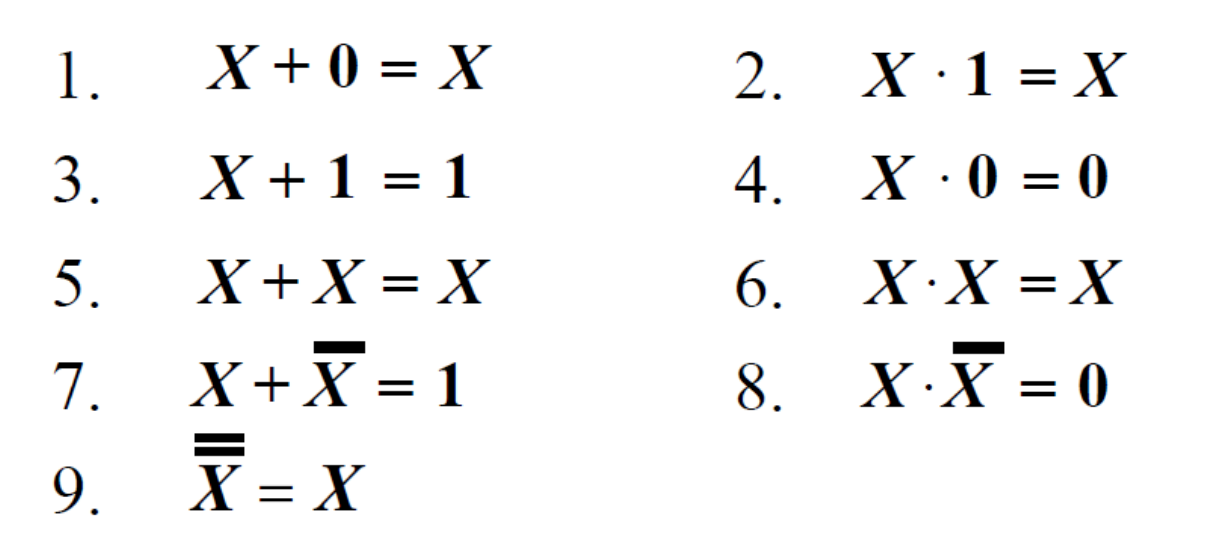 1. X + 0 = X 2. X · 1 = X
3. X + 1 = 1 4. X · 0 = 0
5. X + X = X 6. X · X = X
7. X + X̅ = 1 8. X · X̅ = 0
9. X̿ = X